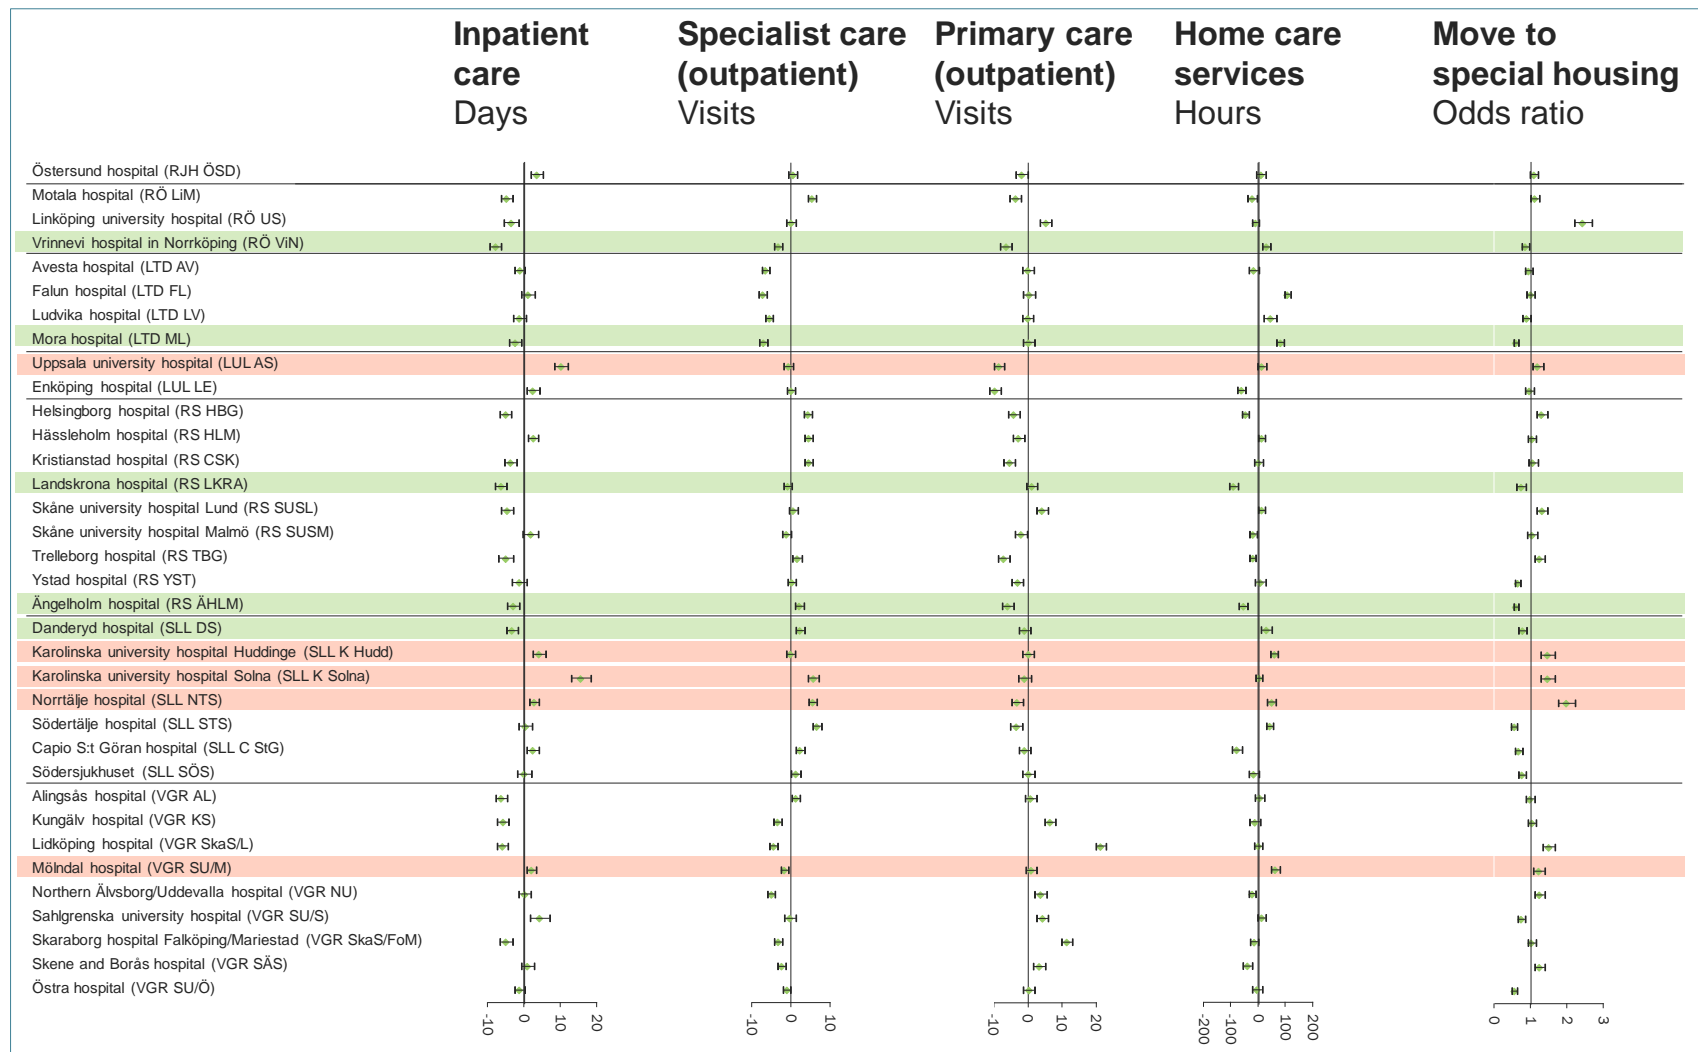 Inpatient
care
Days
Specialist care
(outpatient)
Visits
Primary care
(outpatient)
Visits
Home care
services
Hours
Move to
special housing
Odds ratio
Östersund hospital (RJH ÖSD)
Motala hospital (RÖ LiM)
Linköping university hospital (RÖ US)
Vrinnevi hospital in Norrköping (RÖ ViN)
Avesta hospital (LTD AV)
Falun hospital (LTD FL)
Ludvika hospital (LTD LV)
Mora hospital (LTD ML)
Uppsala university hospital (LUL AS)
Enköping hospital (LUL LE)
Helsingborg hospital (RS HBG)
Hässleholm hospital (RS HLM)
Kristianstad hospital (RS CSK)
Landskrona hospital (RS LKRA)
Skåne university hospital Lund (RS SUSL)
Skåne university hospital Malmö (RS SUSM)
Trelleborg hospital (RS TBG)
Ystad hospital (RS YST)
Ängelholm hospital (RS ÄHLM)
Danderyd hospital (SLL DS)
Karolinska university hospital Huddinge (SLL K Hudd)
Karolinska university hospital Solna (SLL K Solna)
Norrtälje hospital (SLL NTS)
Södertälje hospital (SLL STS)
Capio S:t Göran hospital (SLL C StG)
Södersjukhuset (SLL SÖS)
Alingsås hospital (VGR AL)
Kungälv hospital (VGR KS)
Lidköping hospital (VGR SkaS/L)
Mölndal hospital (VGR SU/M)
Northern Älvsborg/Uddevalla hospital (VGR NU)
Sahlgrenska university hospital (VGR SU/S)
Skaraborg hospital Falköping/Mariestad (VGR SkaS/FoM)
Skene and Borås hospital (VGR SÄS)
Östra hospital (VGR SU/Ö)
-10 0 10 20
-10 0 10
-10 0 10 20
-200 -100 0 100 200
0 1 2 3